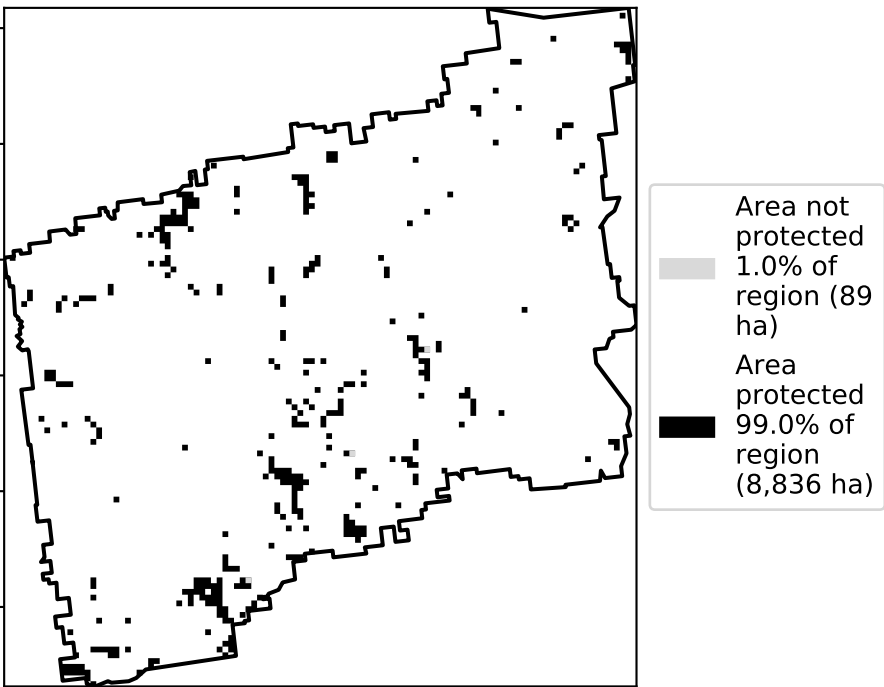 Area not
protected
1.0% of
region (89
ha)
Area
protected
99.0% of
region
(8,836 ha)